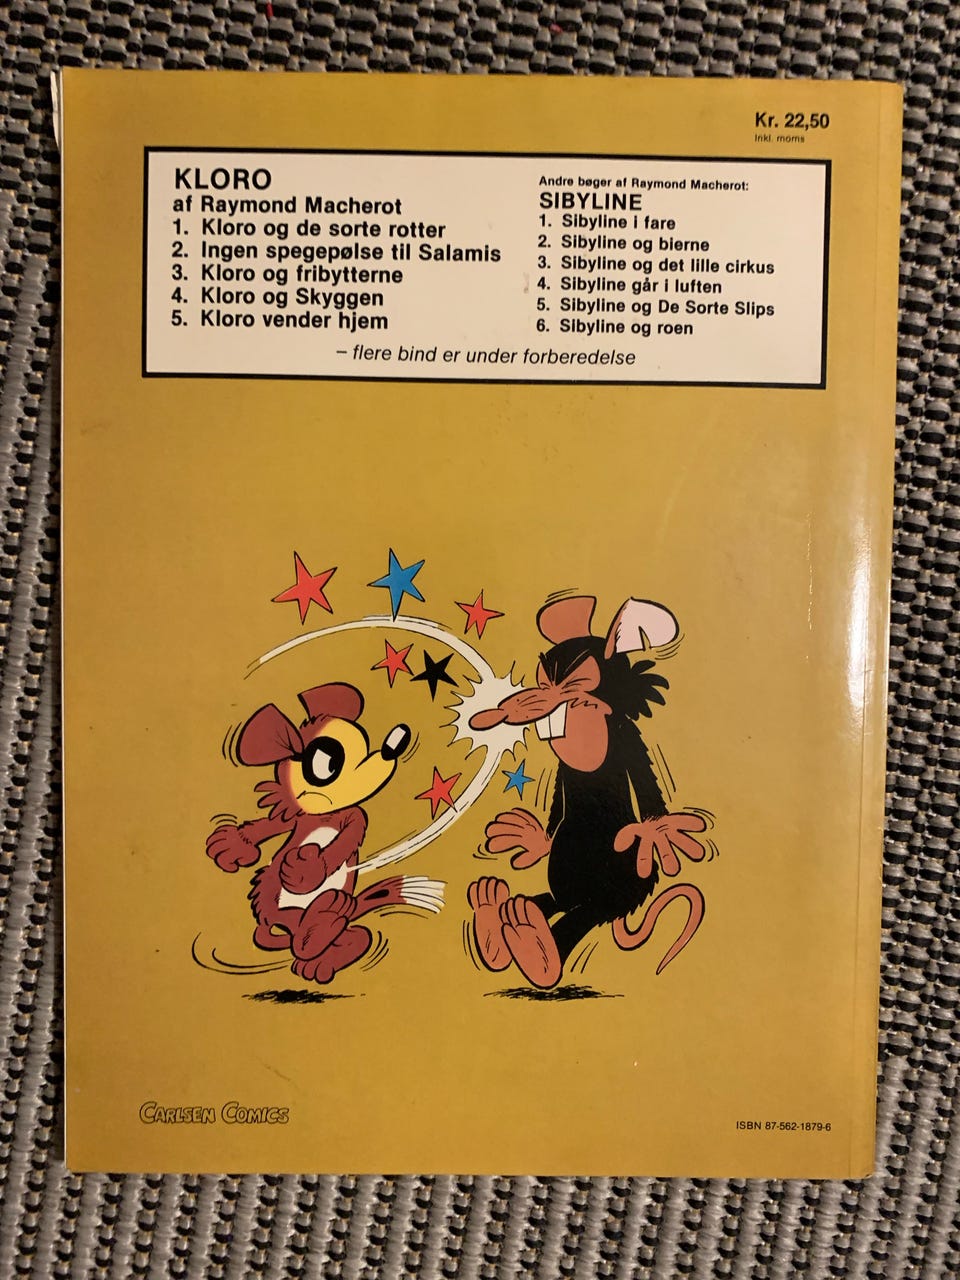 Kr. 22,50
Inkl. moms
KLORO
af Raymond Macherot
1. Kloro og de sorte rotter
2. Ingen spegepølse til Salamis
3. Kloro og fribytterne
4. Kloro og Skyggen
5. Kloro vender hjem
Andre bøger af Raymond Macherot:
SIBYLINE
1. Sibyline i fare
2. Sibyline og bierne
3. Sibyline og det lille cirkus
4. Sibyline går i luften
5. Sibyline og De Sorte Slips
6. Sibyline og roen
– flere bind er under forberedelse
CARLSEN COMICS
ISBN 87-562-1879-6